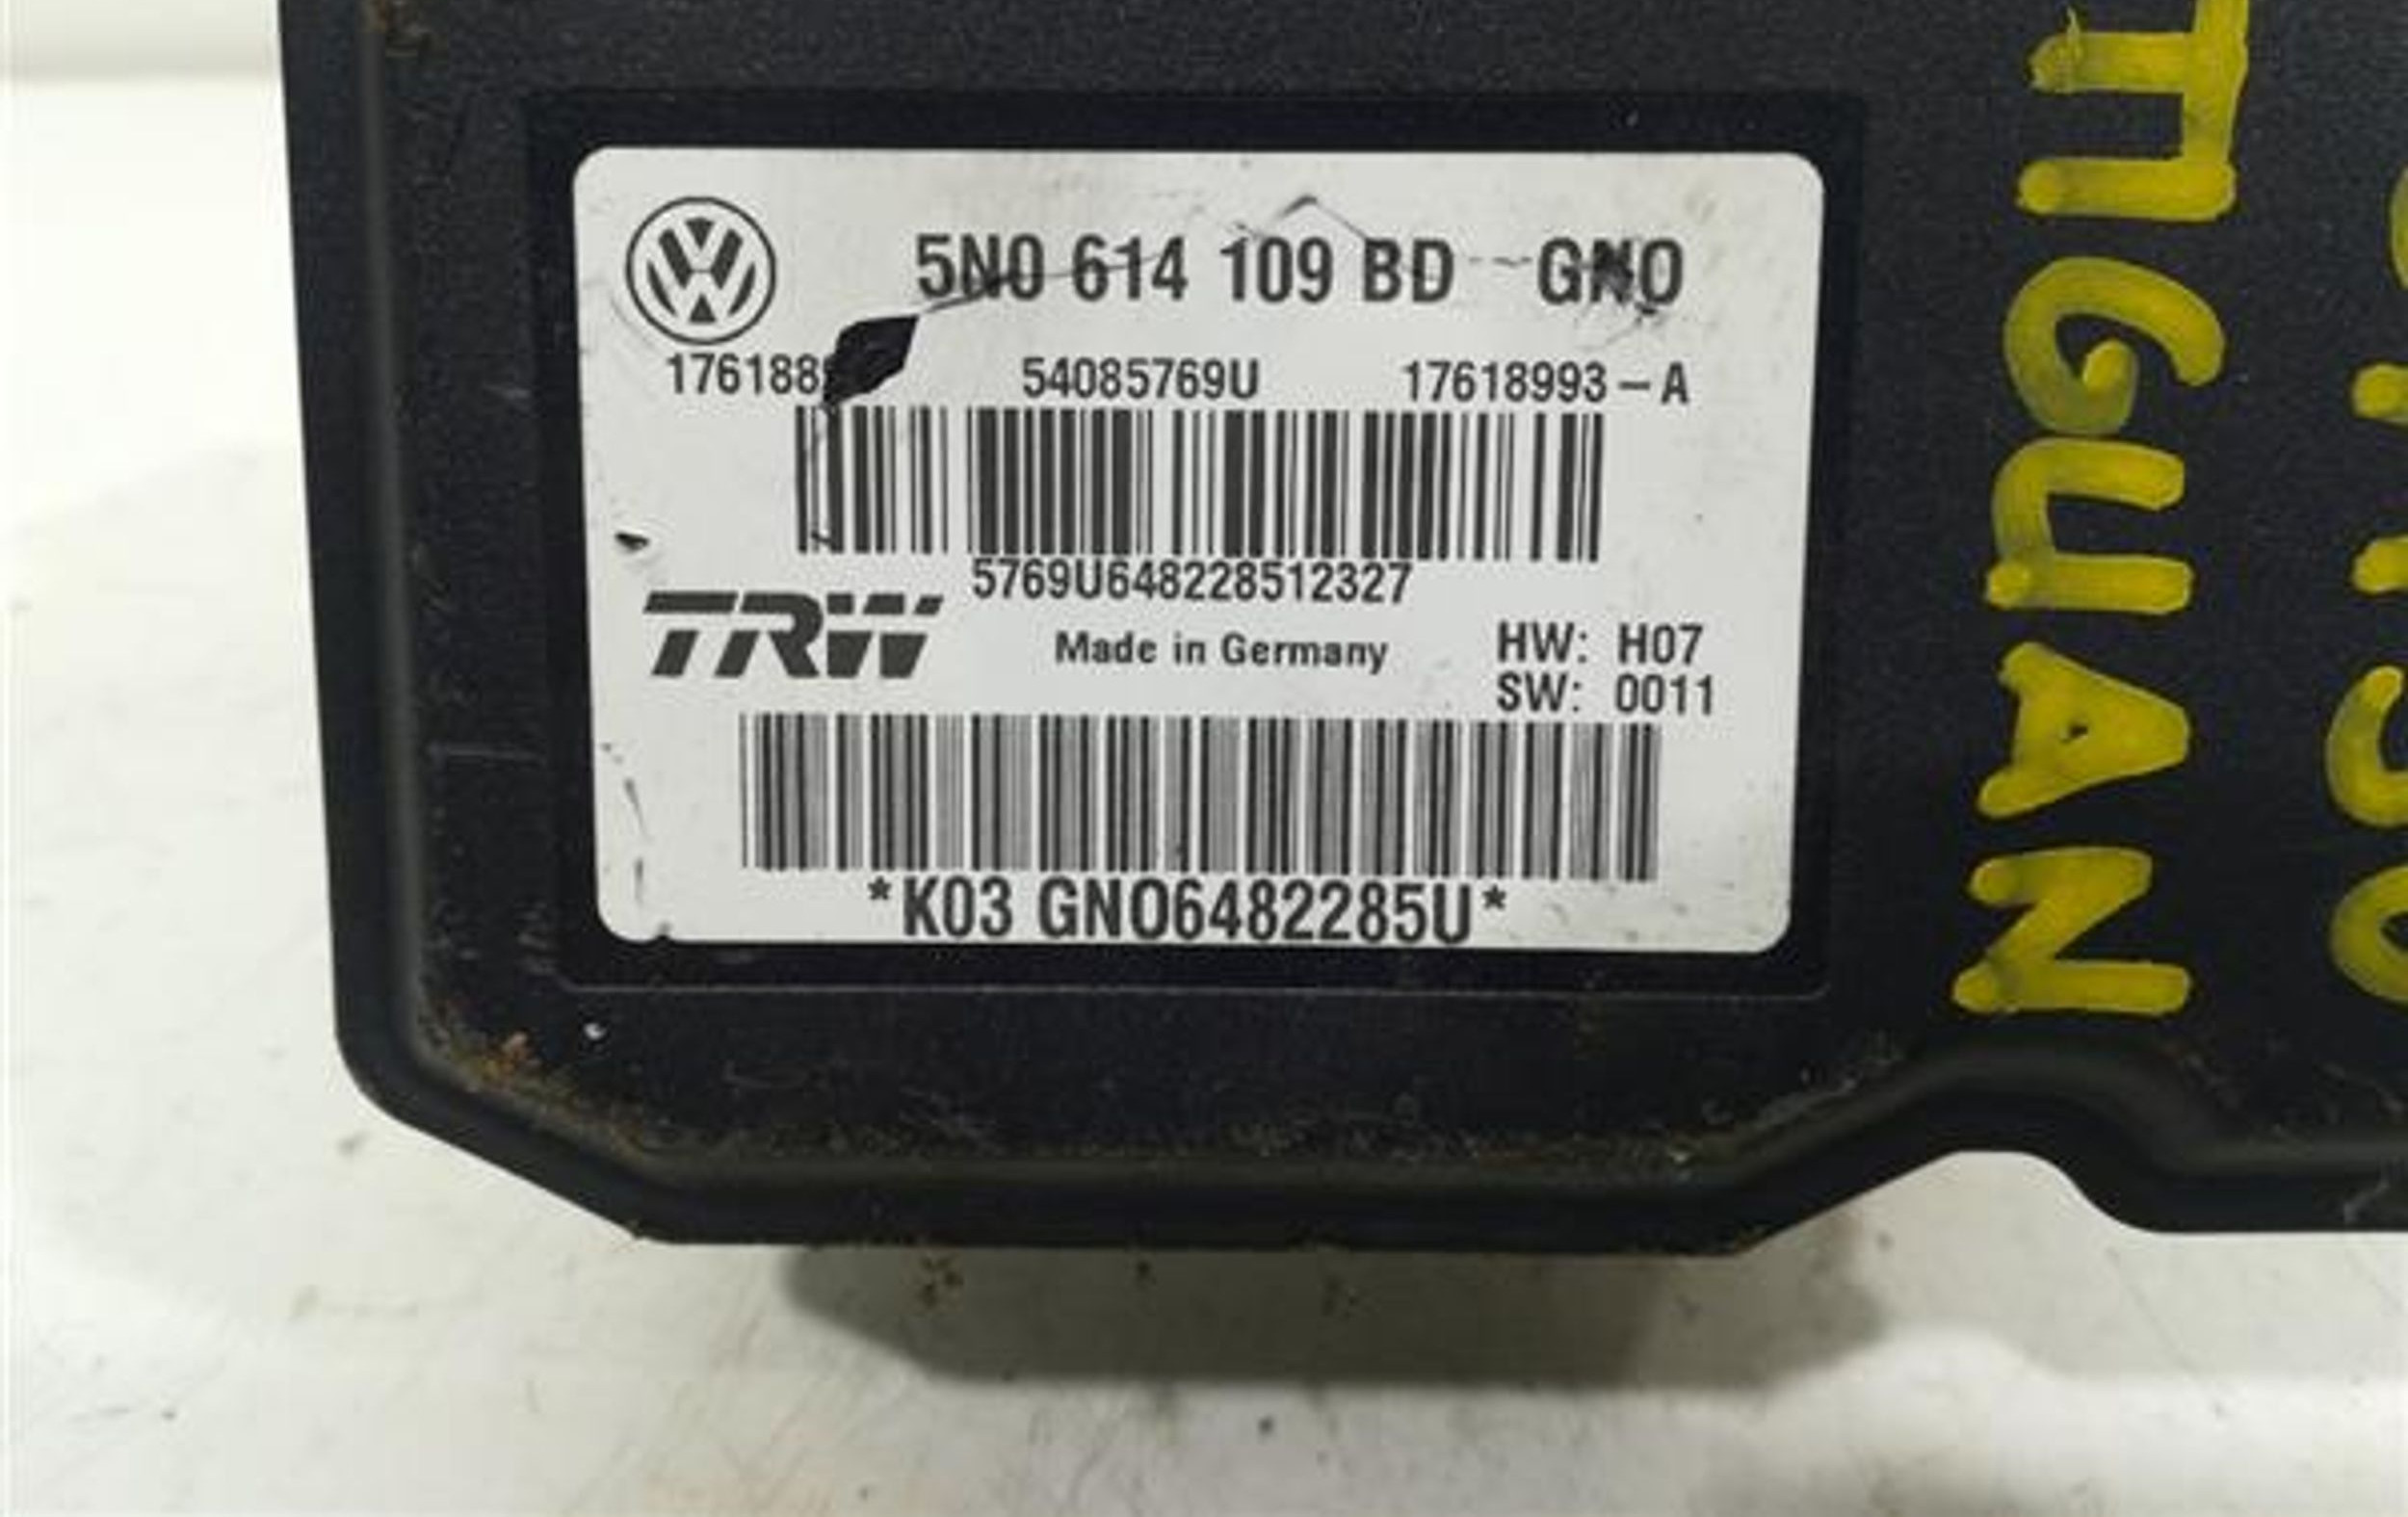 5N0 614 109 BD GNO
54085769U 17618993-A
5769U648228512327
TRW
Made in Germany
HW: H07
SW: 0011
*K03 GNO6482285U*
TIGUAN